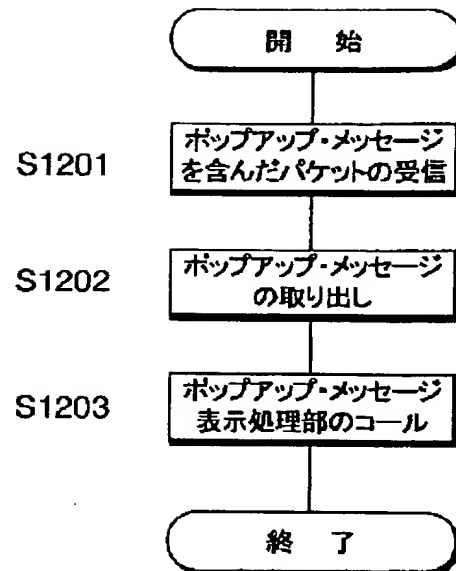 開 始
S1201
ポップアップ・メッセージ
を含んだパケットの受信
S1202
ポップアップ・メッセージ
の取り出し
S1203
ポップアップ・メッセージ
表示処理部のコール
終 了